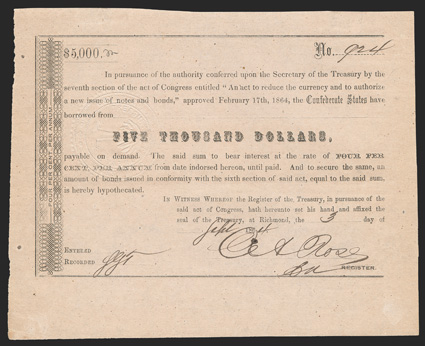 $5,000. No. 924
In pursuance of the authority conferred upon the Secretary of the Treasury by the
seventh section of the act of Congress entitled "An act to reduce the currency and to authorize
a new issue of notes and bonds," approved February 17th, 1864, the Confederate States have
borrowed from
FIVE THOUSAND DOLLARS,
payable on demand. The said sum to bear interest at the rate of FOUR PER
CENT. PER ANNUM from date indorsed hereon, until paid. And to secure the same, an
amount of bonds issued in conformity with the sixth section of said act, equal to the said sum,
is hereby hypothecated.
In Witness Whereof the Register of the Treasury, in pursuance of the
said act of Congress, hath hereunto set his hand, and affixed the
seal of the Treasury, at Richmond, the 3 day of
Sept 4
C A Rose
Entered
Recorded
REGISTER.
FOUR PER CENT. PER ANNUM